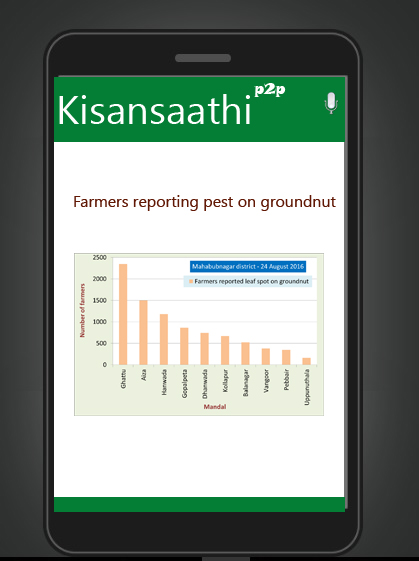 Kisansaathi p2p
Farmers reporting pest on groundnut
Mahabubnagar district - 24 August 2016
Farmers reported leaf spot on groundnut
Number of farmers
2500
2000
1500
1000
500
0
Ghattu
Aiza
Hanwada
Gopalpeta
Dhanwada
Kollapur
Balanagar
Vangoor
Pebbair
Uppunuthala
Mandal